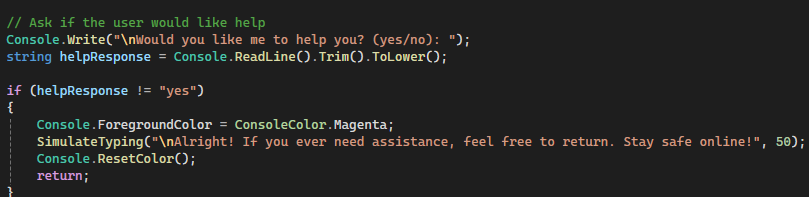 // Ask if the user would like help
Console.Write("\nWould you like me to help you? (yes/no): ");
string helpResponse = Console.ReadLine().Trim().ToLower();
if (helpResponse != "yes")
{
Console.ForegroundColor = ConsoleColor.Magenta;
SimulateTyping("\nAlright! If you ever need assistance, feel free to return. Stay safe online!", 50);
Console.ResetColor();
return;
}